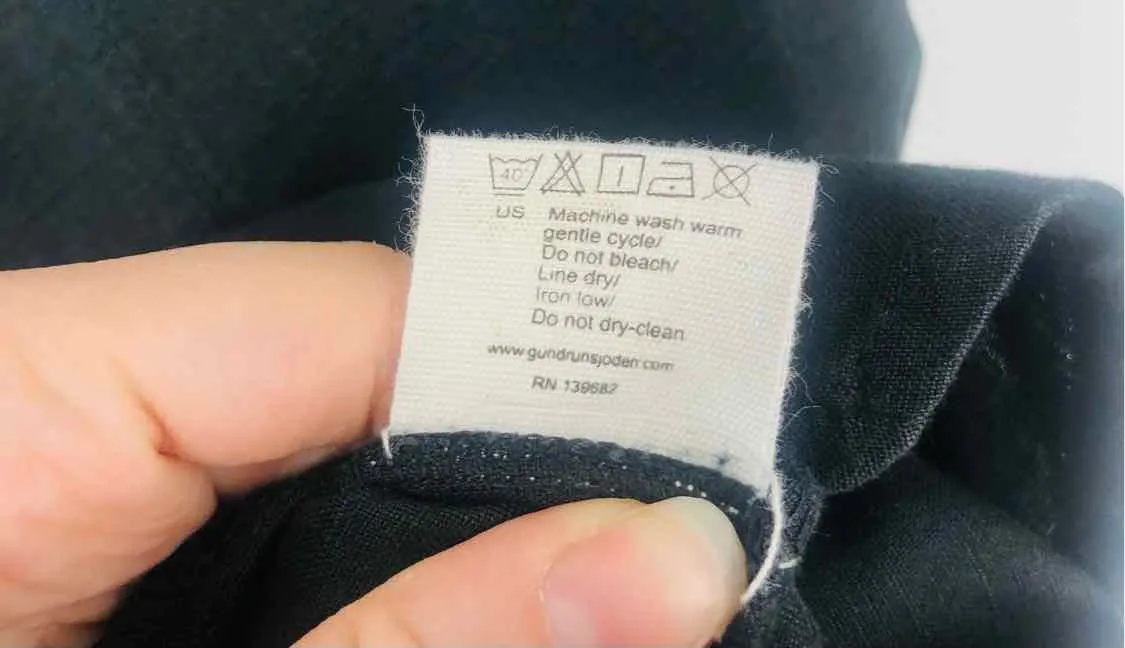 40°
US Machine wash warm
gentle cycle/
Do not bleach/
Line dry/
Iron low/
Do not dry-clean
www.gundrunsjoden.com
RN 139682